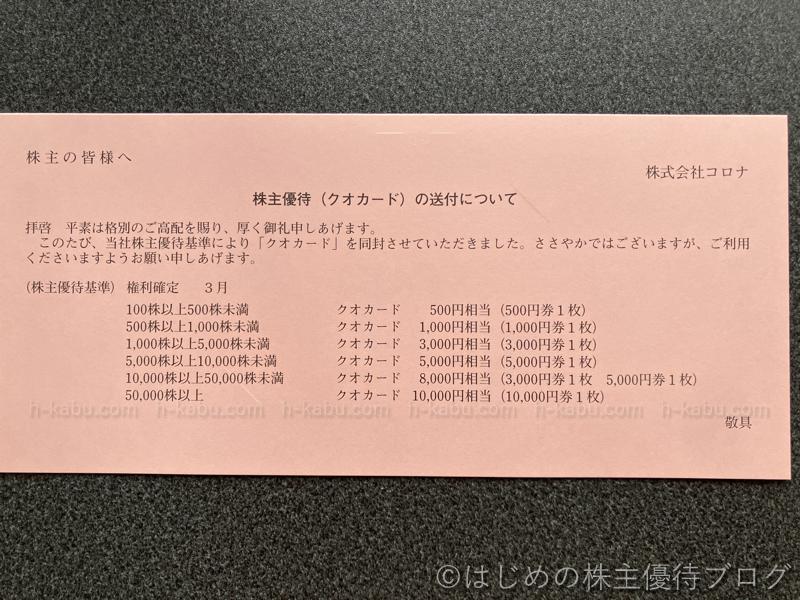 株主の皆様へ
株式会社コロナ
株主優待（クオカード）の送付について
拝啓　平素は格別のご高配を賜り、厚く御礼申しあげます。
　このたび、当社株主優待基準により「クオカード」を同封させていただきました。ささやかではございますが、ご利用
くださいますようお願い申しあげます。
(株主優待基準)　権利確定　３月
100株以上500株未満　クオカード　500円相当（500円券１枚）
500株以上1,000株未満　クオカード　1,000円相当（1,000円券１枚）
1,000株以上5,000株未満　クオカード　3,000円相当（3,000円券１枚）
5,000株以上10,000株未満　クオカード　5,000円相当（5,000円券１枚）
10,000株以上50,000株未満　クオカード　8,000円相当（3,000円券１枚　5,000円券１枚）
50,000株以上　クオカード　10,000円相当（10,000円券１枚）
h-kabu.com h-kabu.com h-kabu.com h-kabu.com h-kabu.com h-kabu.com
敬具
©はじめの株主優待ブログ